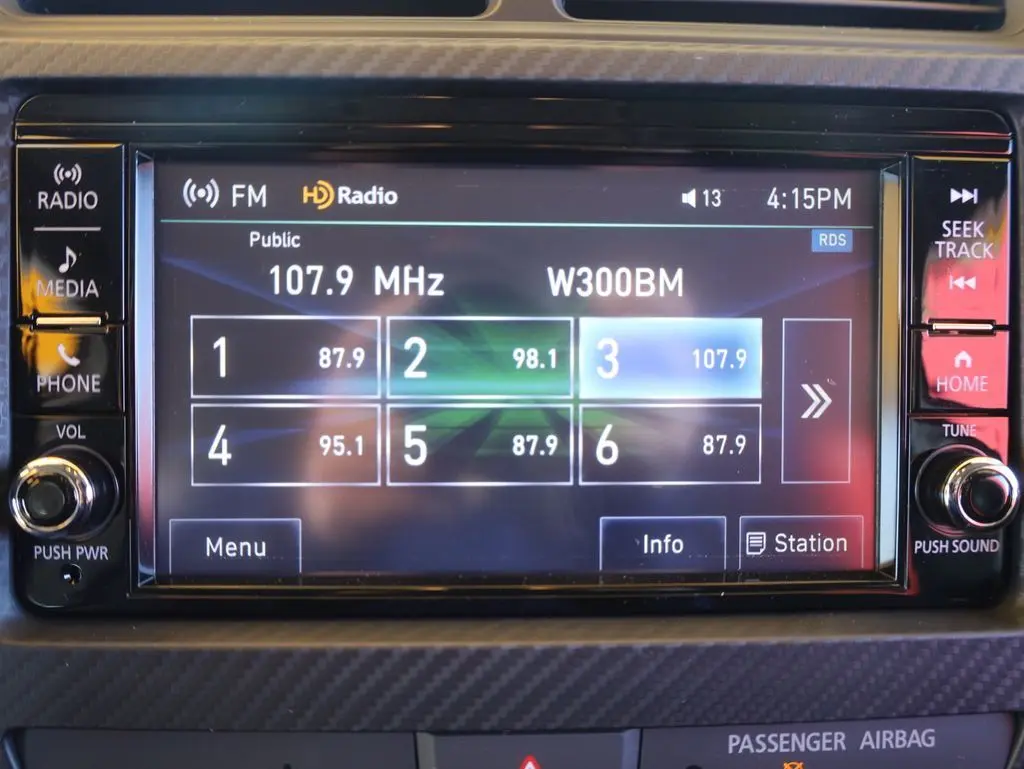 RADIO
MEDIA
PHONE
VOL
PUSH PWR
FM HD Radio 13 4:15PM
Public RDS
107.9 MHz W300BM
1 87.9 2 98.1 3 107.9
4 95.1 5 87.9 6 87.9
Menu Info Station
SEEK
TRACK
HOME
TUNE
PUSH SOUND
PASSENGER AIRBAG